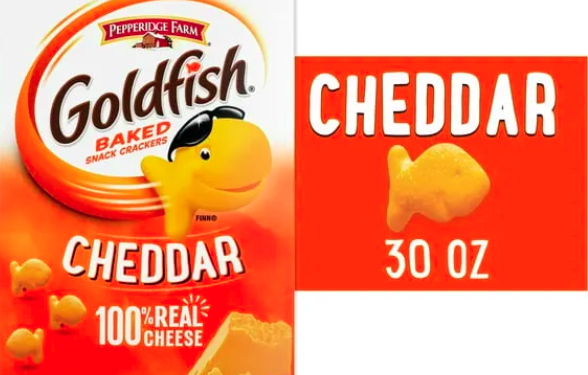 PEPPERIDGE FARM
Goldfish®
BAKED
SNACK CRACKERS
FINN®
CHEDDAR
100% REAL
CHEESE
CHEDDAR
30 OZ